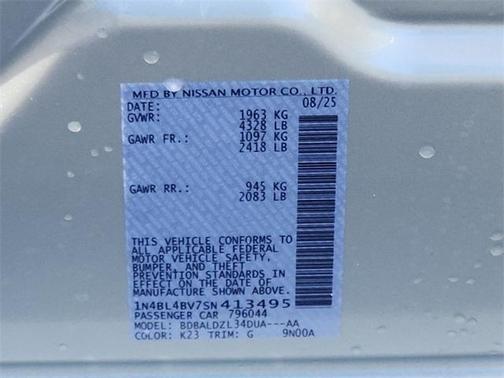 MFD BY NISSAN MOTOR CO., LTD.
DATE: 08/25
GVWR: 1963 KG
4328 LB
GAWR FR.: 1097 KG
2418 LB
GAWR RR.: 945 KG
2083 LB
THIS VEHICLE CONFORMS TO
ALL APPLICABLE FEDERAL
MOTOR VEHICLE SAFETY,
BUMPER, AND THEFT
PREVENTION STANDARDS IN
EFFECT ON THE DATE OF
MANUFACTURE SHOWN ABOVE
1N4BL4BV7SN413495
PASSENGER CAR 796044
MODEL: BDBALDZL34DUA---AA
COLOR: K23 TRIM: G 9N00A